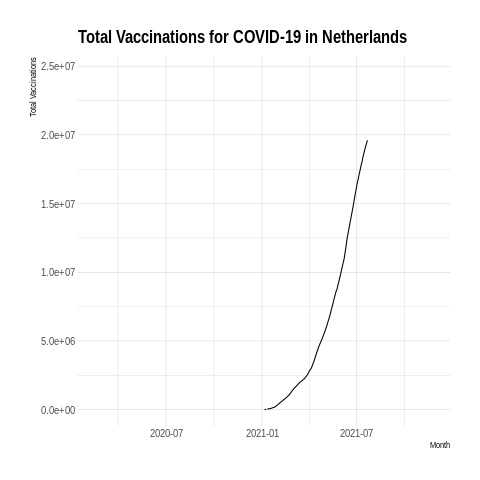 Total Vaccinations for COVID-19 in Netherlands
Total Vaccinations
2.5e+07
2.0e+07
1.5e+07
1.0e+07
5.0e+06
0.0e+00
2020-07
2021-01
2021-07
Month